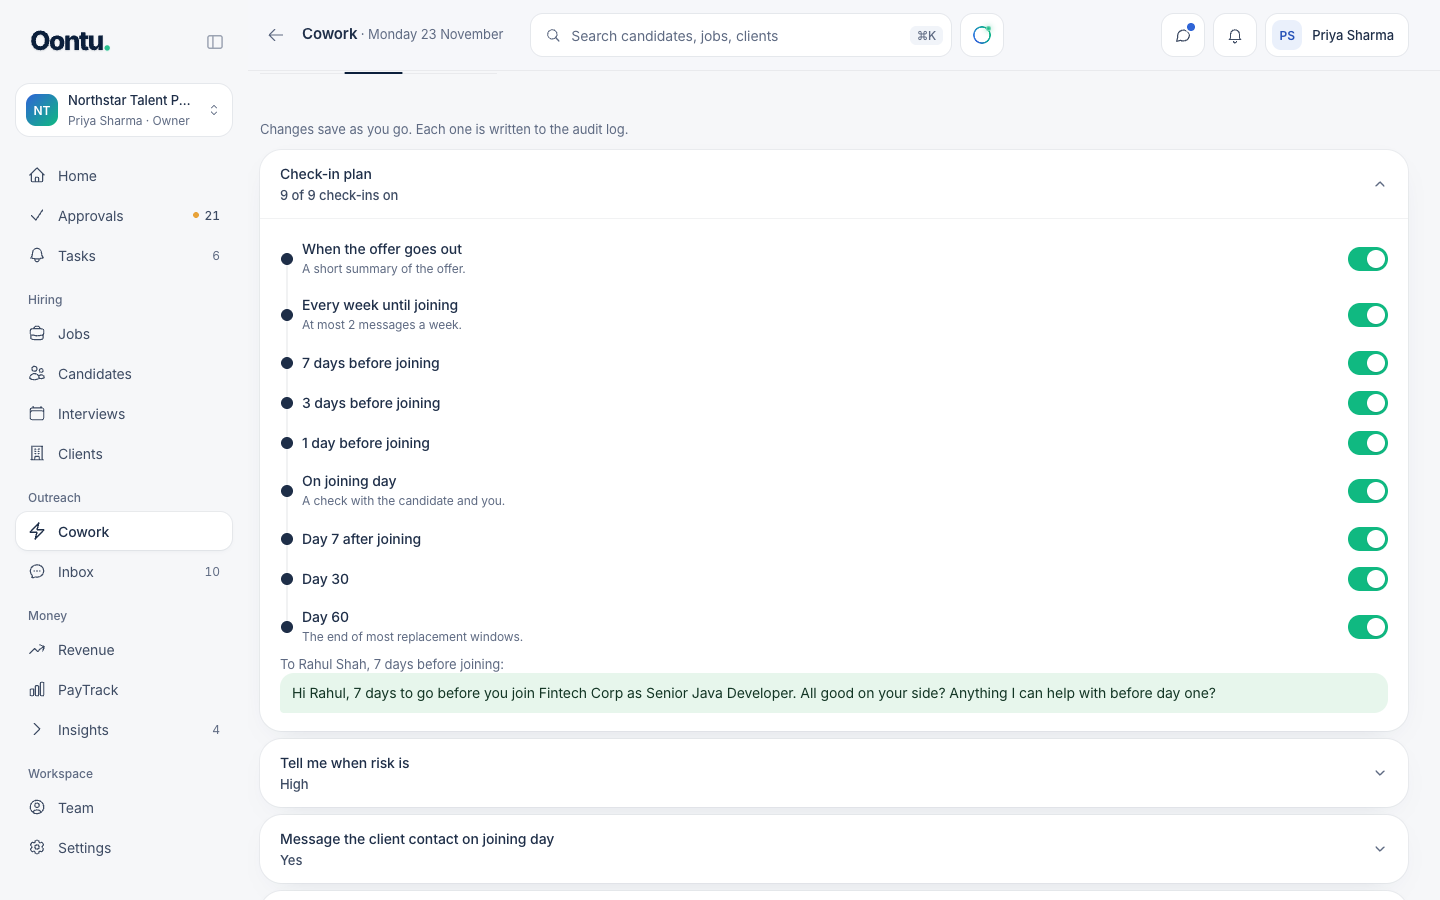 Oontu.
Cowork · Monday 23 November
Search candidates, jobs, clients
⌘K
PS
Priya Sharma
NT
Northstar Talent P...
Priya Sharma · Owner
Home
Approvals
21
Tasks
6
Hiring
Jobs
Candidates
Interviews
Clients
Outreach
Cowork
Inbox
10
Money
Revenue
PayTrack
Insights
4
Workspace
Team
Settings
Changes save as you go. Each one is written to the audit log.
Check-in plan
9 of 9 check-ins on
When the offer goes out
A short summary of the offer.
Every week until joining
At most 2 messages a week.
7 days before joining
3 days before joining
1 day before joining
On joining day
A check with the candidate and you.
Day 7 after joining
Day 30
Day 60
The end of most replacement windows.
To Rahul Shah, 7 days before joining:
Hi Rahul, 7 days to go before you join Fintech Corp as Senior Java Developer. All good on your side? Anything I can help with before day one?
Tell me when risk is
High
Message the client contact on joining day
Yes